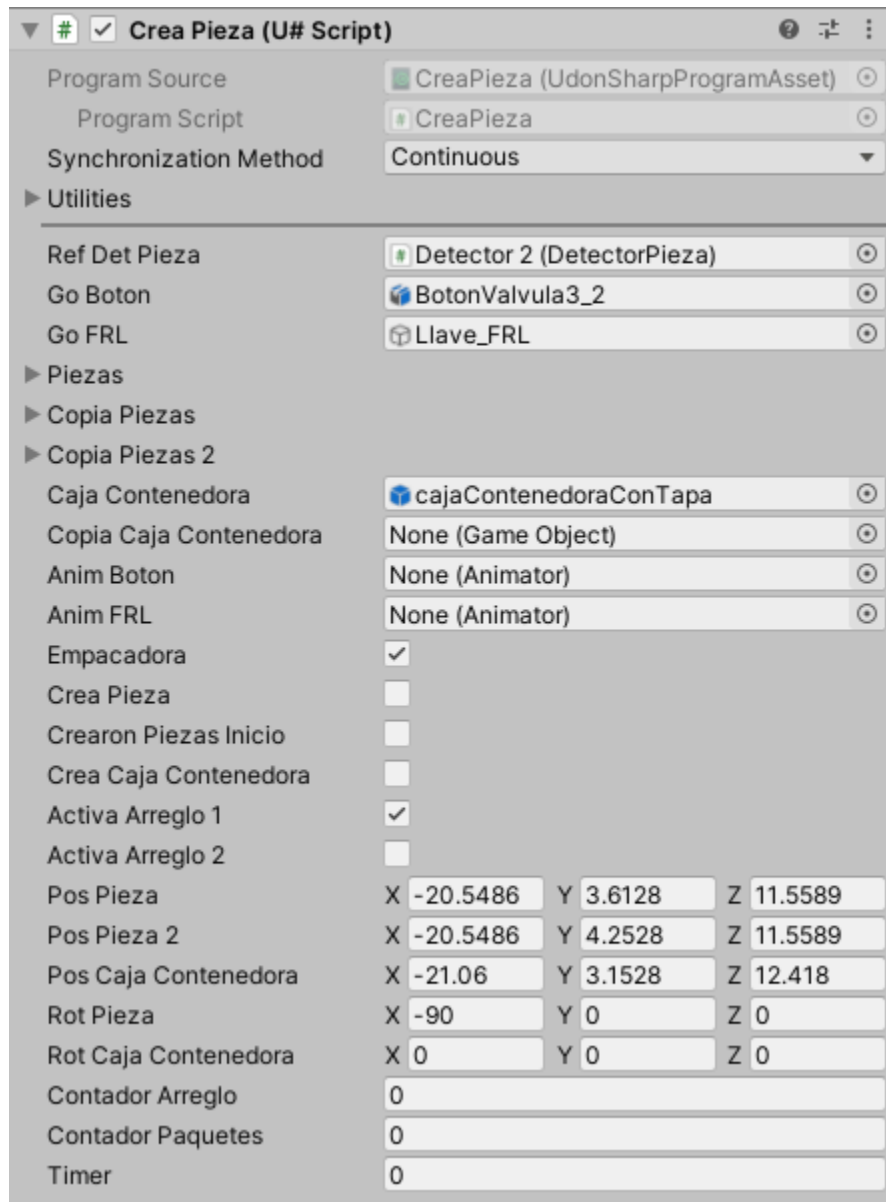 # Crea Pieza (U# Script)
Program Source CreaPieza (UdonSharpProgramAsset)
Program Script # CreaPieza
Synchronization Method Continuous
Utilities
Ref Det Pieza # Detector 2 (DetectorPieza)
Go Boton BotonValvula3_2
Go FRL Llave_FRL
Piezas
Copia Piezas
Copia Piezas 2
Caja Contenedora cajaContenedoraConTapa
Copia Caja Contenedora None (Game Object)
Anim Boton None (Animator)
Anim FRL None (Animator)
Empacadora
Crea Pieza
Crearon Piezas Inicio
Crea Caja Contenedora
Activa Arreglo 1
Activa Arreglo 2
Pos Pieza X -20.5486 Y 3.6128 Z 11.5589
Pos Pieza 2 X -20.5486 Y 4.2528 Z 11.5589
Pos Caja Contenedora X -21.06 Y 3.1528 Z 12.418
Rot Pieza X -90 Y 0 Z 0
Rot Caja Contenedora X 0 Y 0 Z 0
Contador Arreglo 0
Contador Paquetes 0
Timer 0